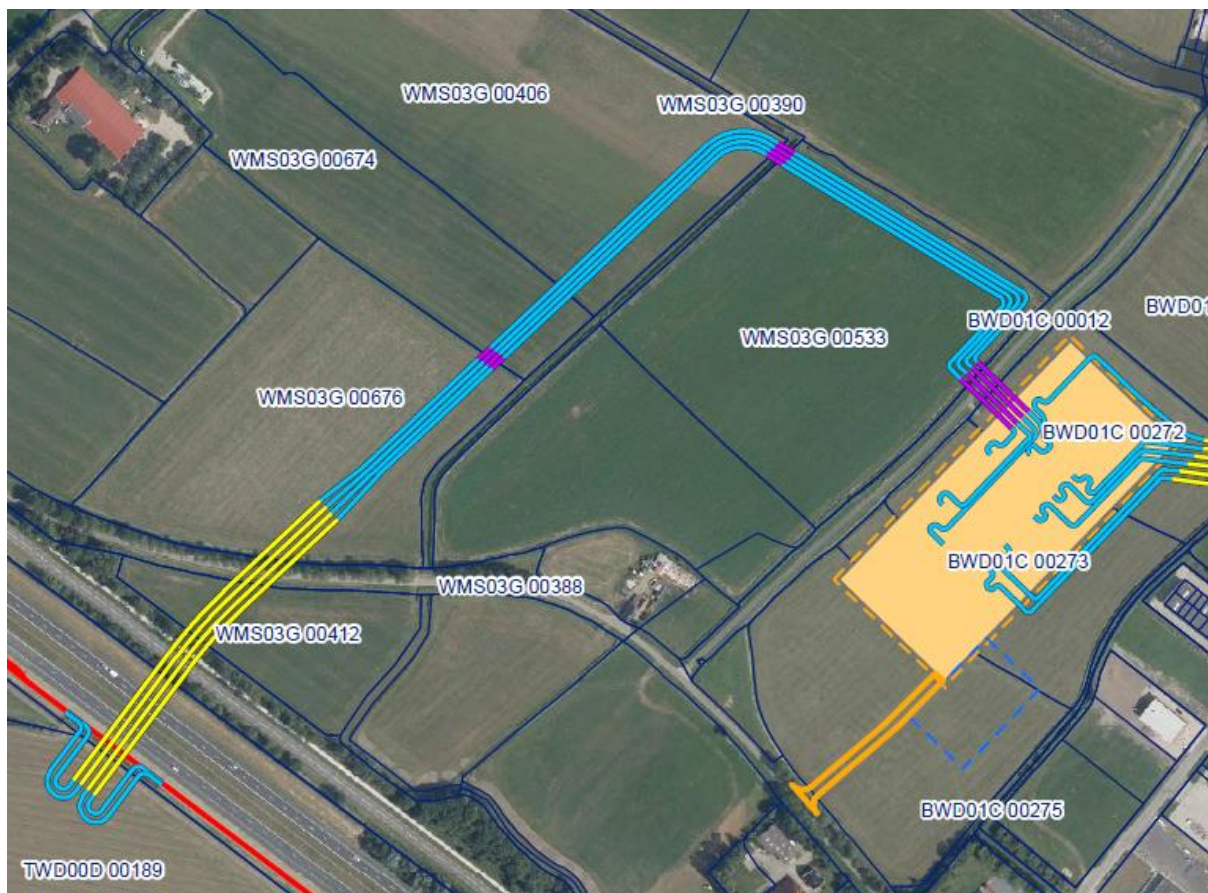 WMS03G 00406
WMS03G 00390
WMS03G 00674
BWD01C 00012
BWD01
WMS03G 00533
WMS03G 00676
BWD01C 00272
BWD01C 00273
WMS03G 00388
WMS03G 00412
BWD01C 00275
TWD00D 00189